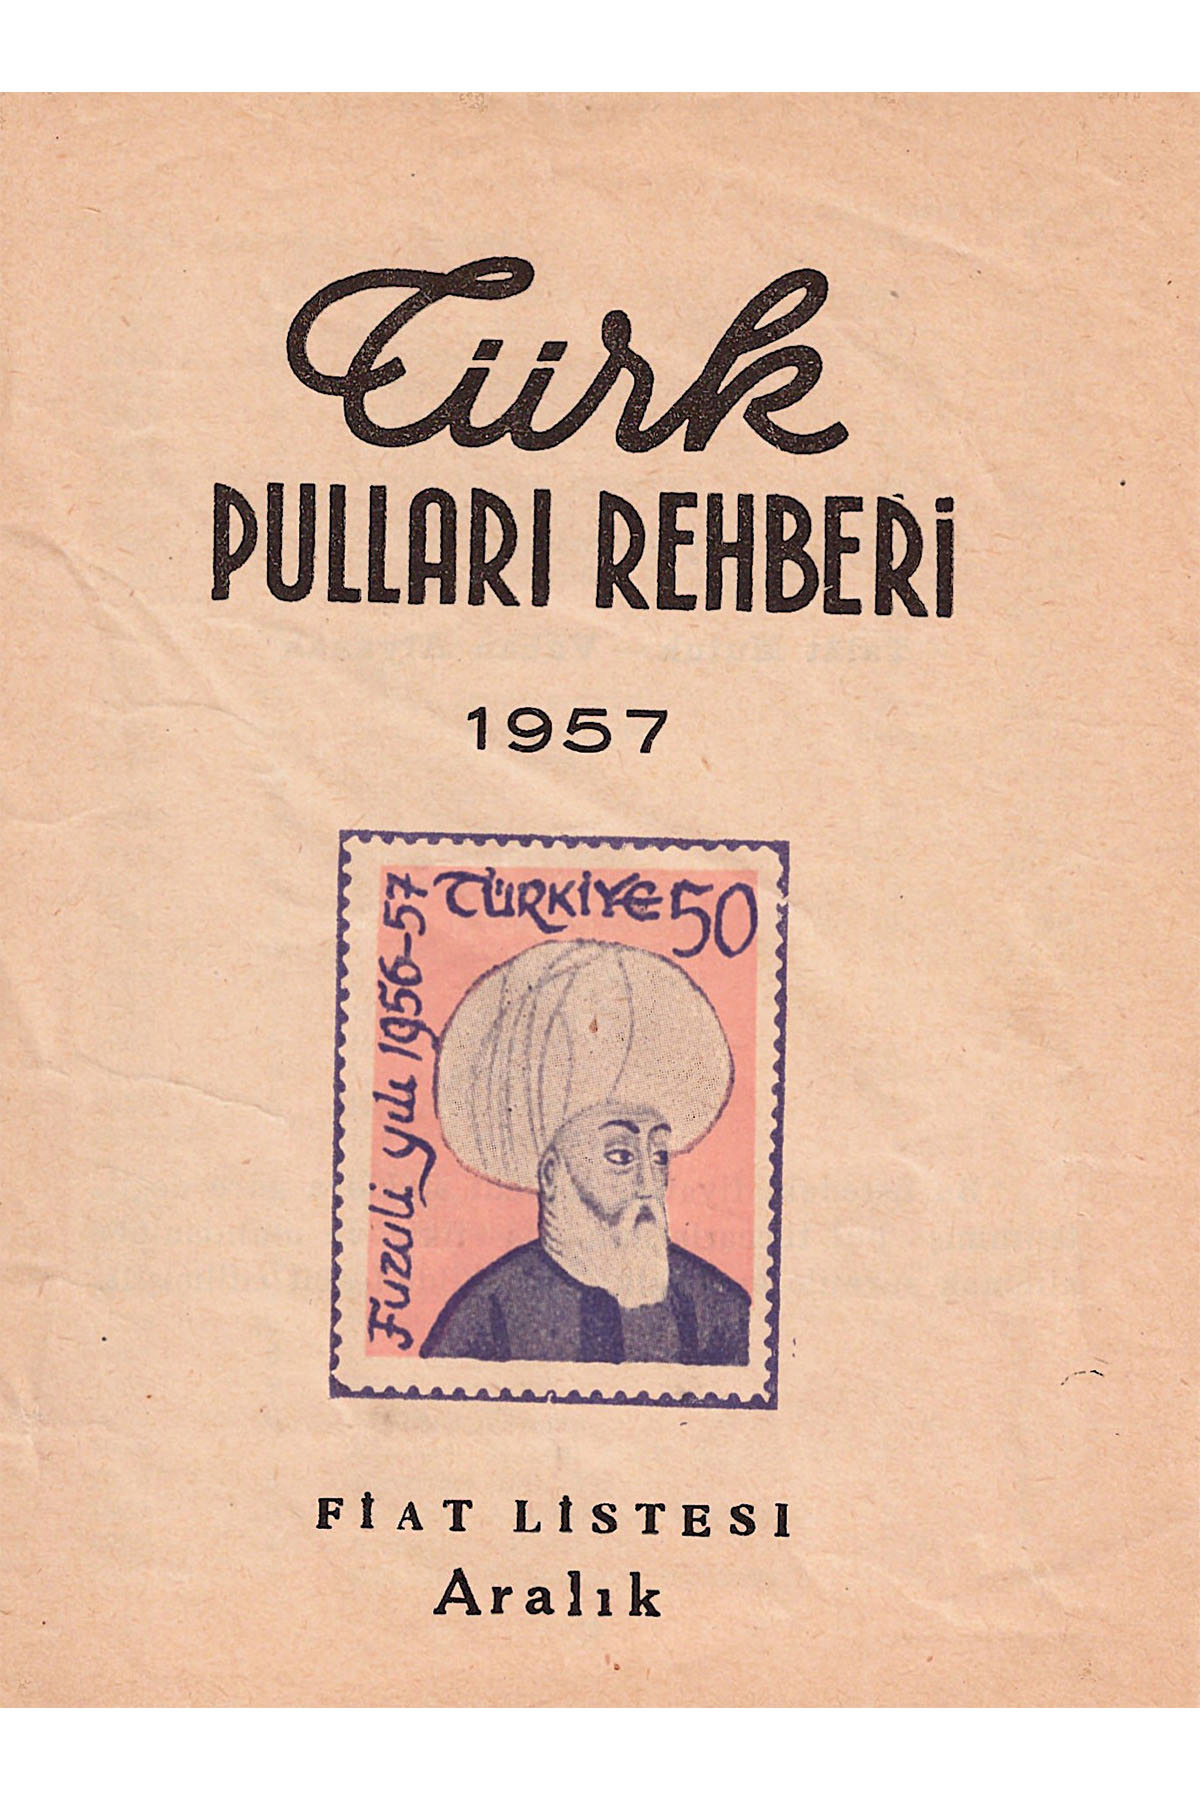 Türk
PULLARI REHBERİ
1957
TÜRKİYE 50
Fuzuli yılı 1956-57
FİAT LİSTESI
Aralık